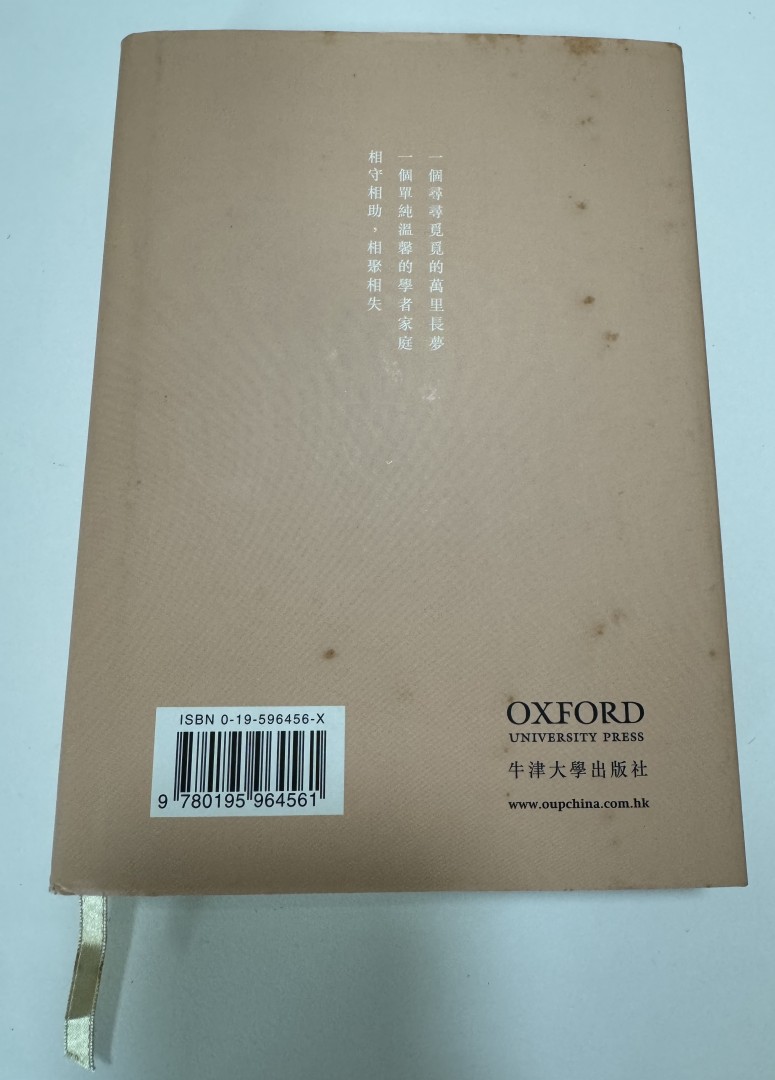 一個尋尋覓覓的萬里長夢
一個單純溫馨的學者家庭
相守相助，相聚相失
ISBN 0-19-596456-X
9 780195 964561
OXFORD
UNIVERSITY PRESS
牛津大學出版社
www.oupchina.com.hk